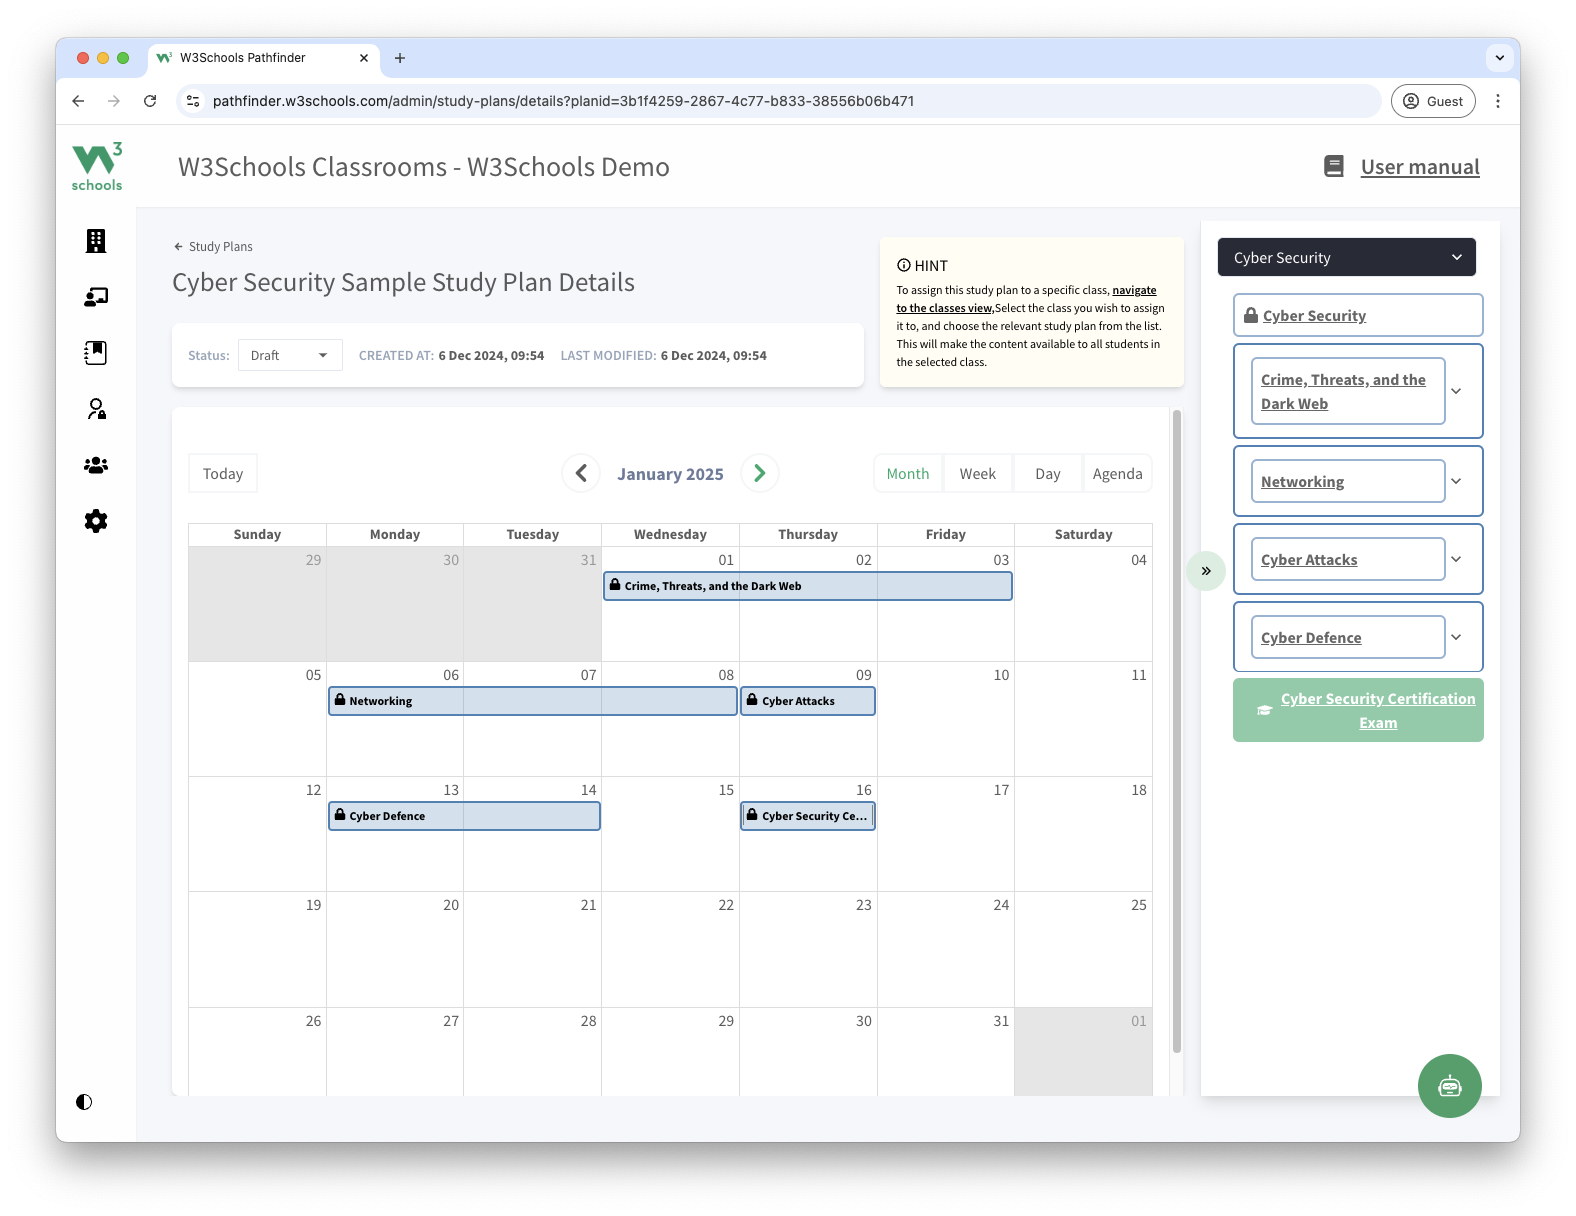 W3Schools Pathfinder
pathfinder.w3schools.com/admin/study-plans/details?planid=3b1f4259-2867-4c77-b833-38556b06b471
Guest
W3 schools
W3Schools Classrooms - W3Schools Demo
User manual
Study Plans
Cyber Security Sample Study Plan Details
Status: Draft CREATED AT: 6 Dec 2024, 09:54 LAST MODIFIED: 6 Dec 2024, 09:54
HINT
To assign this study plan to a specific class, navigate
to the classes view,Select the class you wish to assign
it to, and choose the relevant study plan from the list.
This will make the content available to all students in
the selected class.
Today
January 2025
Month Week Day Agenda
Sunday Monday Tuesday Wednesday Thursday Friday Saturday
29 30 31 01 02 03 04
Crime, Threats, and the Dark Web
05 06 07 08 09 10 11
Networking Cyber Attacks
12 13 14 15 16 17 18
Cyber Defence Cyber Security Ce...
19 20 21 22 23 24 25
26 27 28 29 30 31 01
Cyber Security
Cyber Security
Crime, Threats, and the
Dark Web
Networking
Cyber Attacks
Cyber Defence
Cyber Security Certification
Exam